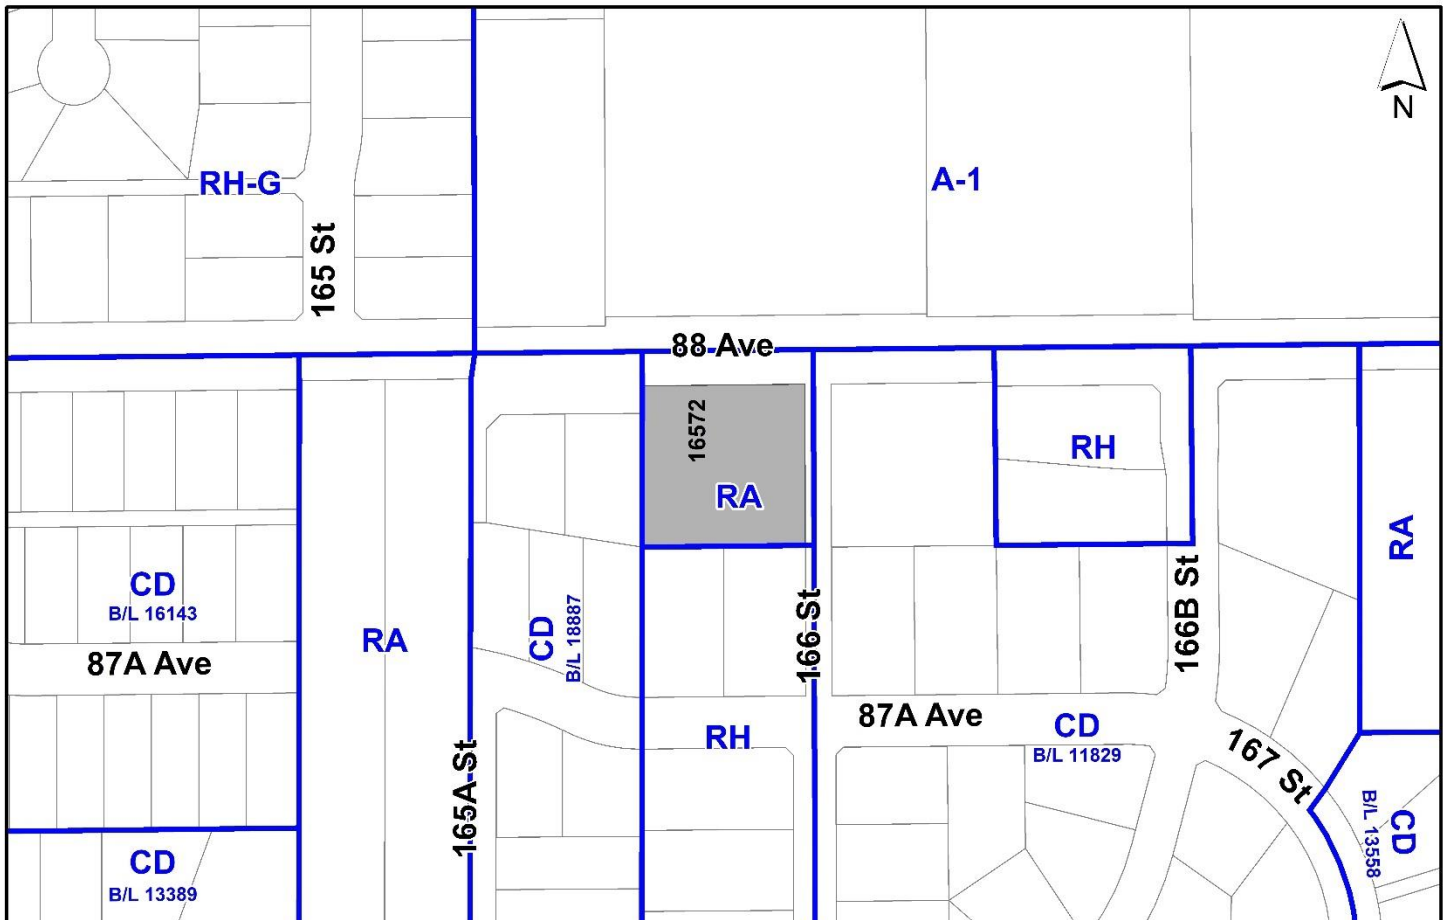 N
RH-G
A-1
165 St
88 Ave
16572
RH
RA
RA
CD
B/L 16143
CD
B/L 18887
166 St
166B St
RA
87A Ave
RH
87A Ave
CD
B/L 11829
167 St
165A St
CD
B/L 13558
CD
B/L 13389